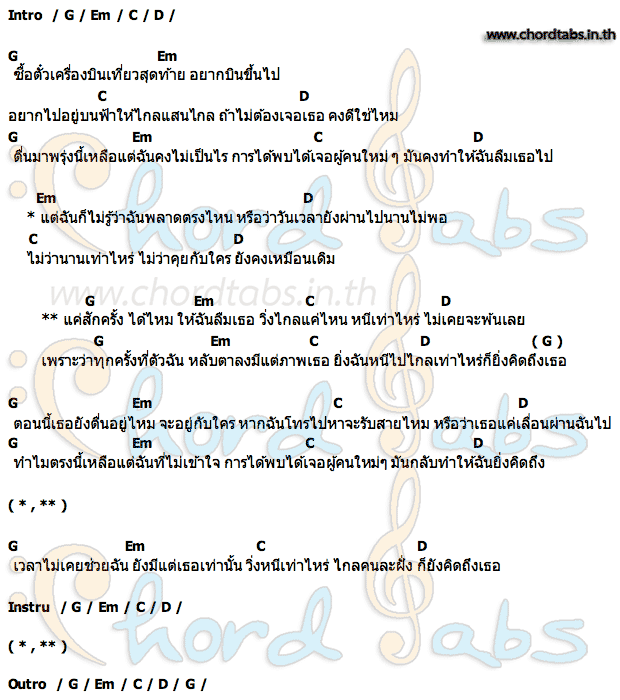 Intro / G / Em / C / D /
www.chordtabs.in.th
G Em
ซื้อตั๋วเครื่องบินเที่ยวสุดท้าย อยากบินขึ้นไป
C D
อยากไปอยู่บนฟ้าให้ไกลแสนไกล ถ้าไม่ต้องเจอเธอ คงดีใช่ไหม
G Em C D
ตื่นมาพรุ่งนี้เหลือแต่ฉันคงไม่เป็นไร การได้พบได้เจอผู้คนใหม่ ๆ มันคงทำให้ฉันลืมเธอไป
Em D
* แต่ฉันก็ไม่รู้ว่าฉันพลาดตรงไหน หรือว่าวันเวลายังผ่านไปนานไม่พอ
C D
ไม่ว่านานเท่าไหร่ ไม่ว่าคุยกับใคร ยังคงเหมือนเดิม
www.chordtabs.in.th
G Em C D
** แค่สักครั้ง ได้ไหม ให้ฉันลืมเธอ วิ่งไกลแค่ไหน หนีเท่าไหร่ ไม่เคยจะพ้นเลย
G Em C D ( G )
เพราะว่าทุกครั้งที่ตัวฉัน หลับตาลงมีแต่ภาพเธอ ยิ่งฉันหนีไปไกลเท่าไหร่ก็ยิ่งคิดถึงเธอ
G Em C D
ตอนนี้เธอยังตื่นอยู่ไหม จะอยู่กับใคร หากฉันโทรไปหาจะรับสายไหม หรือว่าเธอแค่เลื่อนผ่านฉันไป
G Em C D
ทำไมตรงนี้เหลือแต่ฉันที่ไม่เข้าใจ การได้พบได้เจอผู้คนใหม่ๆ มันกลับทำให้ฉันยิ่งคิดถึง
( * , ** )
G Em C D
เวลาไม่เคยช่วยฉัน ยังมีแต่เธอเท่านั้น วิ่งหนีเท่าไหร่ ไกลคนละฝั่ง ก็ยังคิดถึงเธอ
Instru / G / Em / C / D /
( * , ** )
Outro / G / Em / C / D / G /
Chord Tabs
Chord Tabs